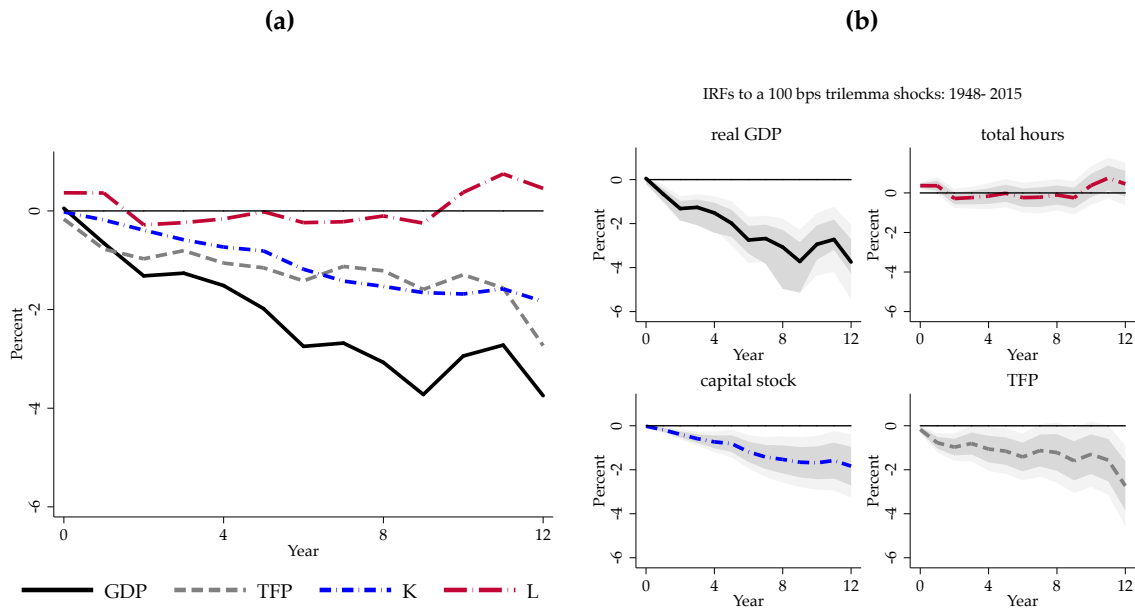 (a)
Percent
0
-2
-4
-6
0 4 8 12
Year
GDP TFP K L
(b)
IRFs to a 100 bps trilemma shocks: 1948- 2015
real GDP
Percent
0
-2
-4
-6
0 4 8 12
Year
total hours
Percent
0
-2
-4
-6
0 4 8 12
Year
capital stock
Percent
0
-2
-4
-6
0 4 8 12
Year
TFP
Percent
0
-2
-4
-6
0 4 8 12
Year